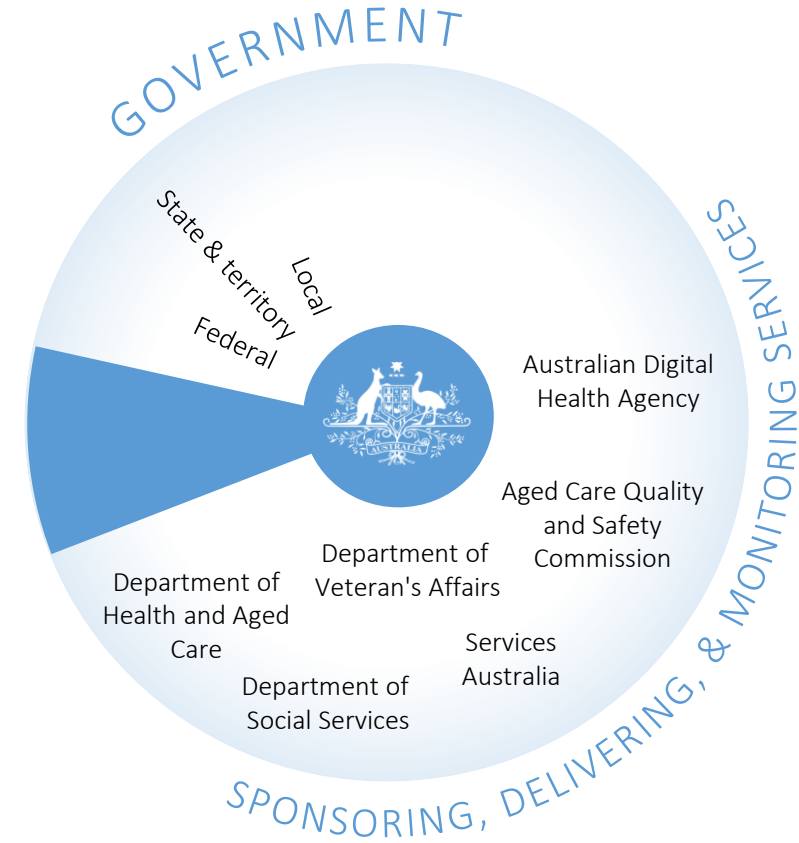 GOVERNMENT
State & territory
Local
Federal
AUSTRALIA
Australian Digital
Health Agency
Aged Care Quality
and Safety
Commission
Department of
Veteran's Affairs
Department of
Health and Aged
Care
Services
Australia
Department of
Social Services
SPONSORING, DELIVERING, & MONITORING SERVICES